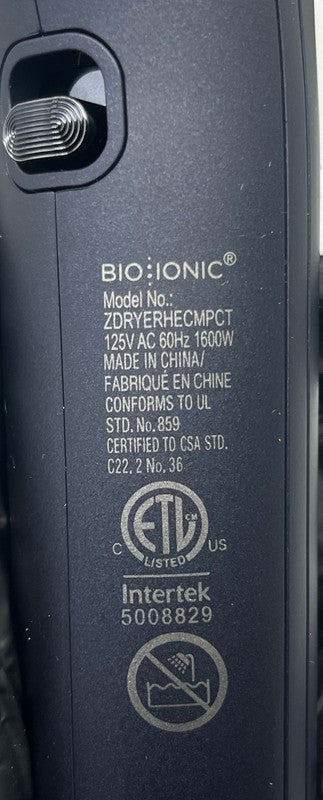 BIO:IONIC®
Model No.:
ZDRYERHECMPCT
125V AC 60Hz 1600W
MADE IN CHINA/
FABRIQUÉ EN CHINE
CONFORMS TO UL
STD. No. 859
CERTIFIED TO CSA STD.
C22. 2 No. 36
ETL CM
C LISTED US
Intertek
5008829